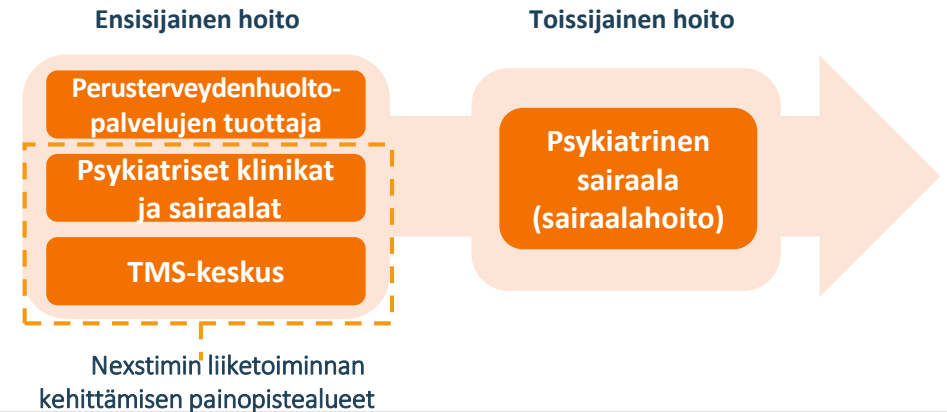 Ensisijainen hoito
Toissijainen hoito
Perusterveydenhuolto-
palvelujen tuottaja
Psykiatriset klinikat
ja sairaalat
TMS-keskus
Psykiatrinen
sairaala
(sairaalahoito)
Nexstimin liiketoiminnan
kehittämisen painopistealueet